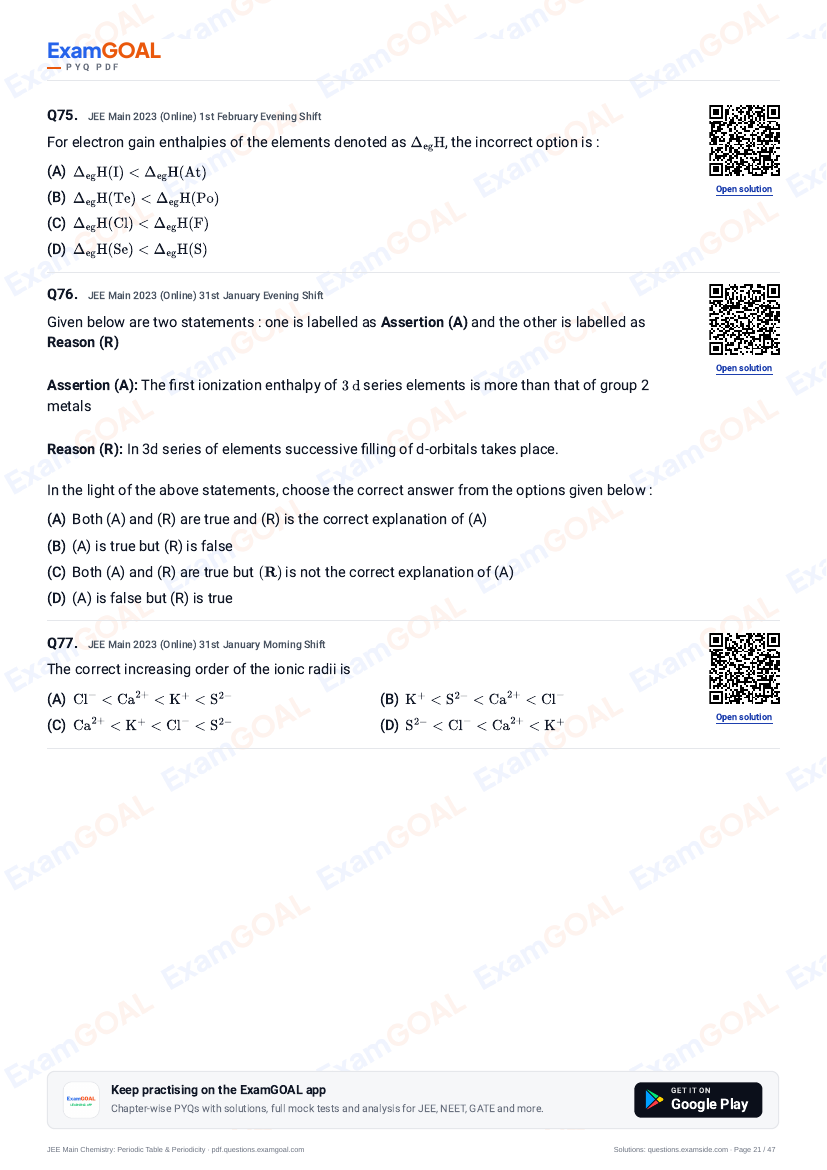 ExamGOAL
PYQ PDF
Q75. JEE Main 2023 (Online) 1st February Evening Shift
For electron gain enthalpies of the elements denoted as ΔegH, the incorrect option is :
(A) ΔegH(I) < ΔegH(At)
(B) ΔegH(Te) < ΔegH(Po)
(C) ΔegH(Cl) < ΔegH(F)
(D) ΔegH(Se) < ΔegH(S)
Open solution
Q76. JEE Main 2023 (Online) 31st January Evening Shift
Given below are two statements : one is labelled as Assertion (A) and the other is labelled as
Reason (R)
Assertion (A): The first ionization enthalpy of 3 d series elements is more than that of group 2
metals
Reason (R): In 3d series of elements successive filling of d-orbitals takes place.
In the light of the above statements, choose the correct answer from the options given below :
(A) Both (A) and (R) are true and (R) is the correct explanation of (A)
(B) (A) is true but (R) is false
(C) Both (A) and (R) are true but (R) is not the correct explanation of (A)
(D) (A) is false but (R) is true
Open solution
Q77. JEE Main 2023 (Online) 31st January Morning Shift
The correct increasing order of the ionic radii is
(A) Cl⁻ < Ca²⁺ < K⁺ < S²⁻
(B) K⁺ < S²⁻ < Ca²⁺ < Cl⁻
(C) Ca²⁺ < K⁺ < Cl⁻ < S²⁻
(D) S²⁻ < Cl⁻ < Ca²⁺ < K⁺
Open solution
ExamGOAL
Keep practising on the ExamGOAL app
Chapter-wise PYQs with solutions, full mock tests and analysis for JEE, NEET, GATE and more.
GET IT ON
Google Play
JEE Main Chemistry: Periodic Table & Periodicity · pdf.questions.examgoal.com
Solutions: questions.examside.com · Page 21 / 47